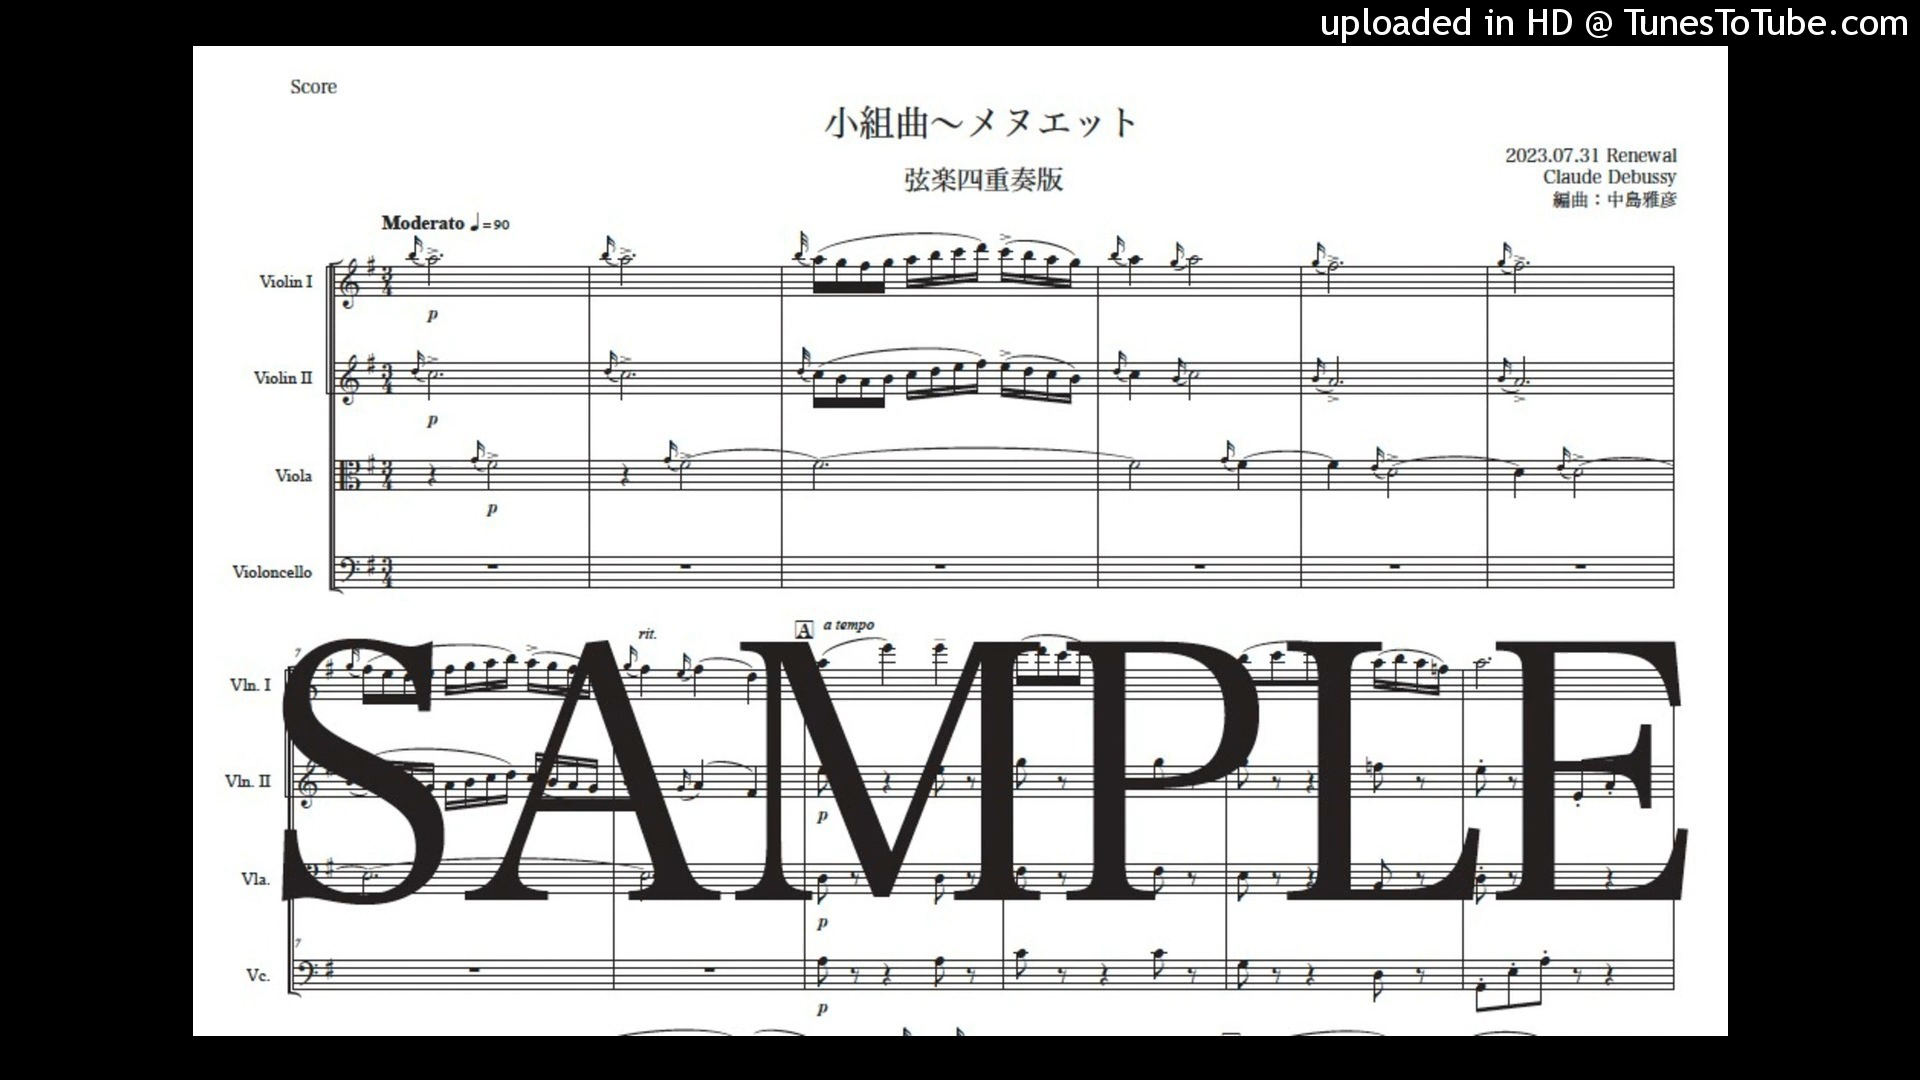 uploaded in HD @ TunesToTube.com
Score
小組曲～メヌエット
弦楽四重奏版
2023.07.31 Renewal
Claude Debussy
編曲：中島雅彦
Moderato ♩=90
Violin I
p
Violin II
p
Viola
p
Violoncello
rit.
A a tempo
7
Vln. I
SAMPLE
Vln. II
p
Vla.
p
7
Vc.
p